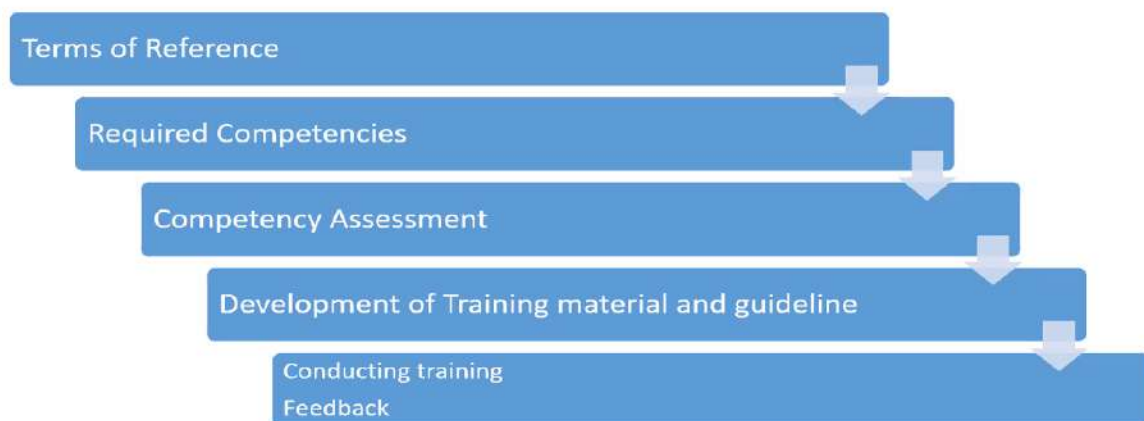 Terms of Reference
Required Competencies
Competency Assessment
Development of Training material and guideline
Conducting training
Feedback